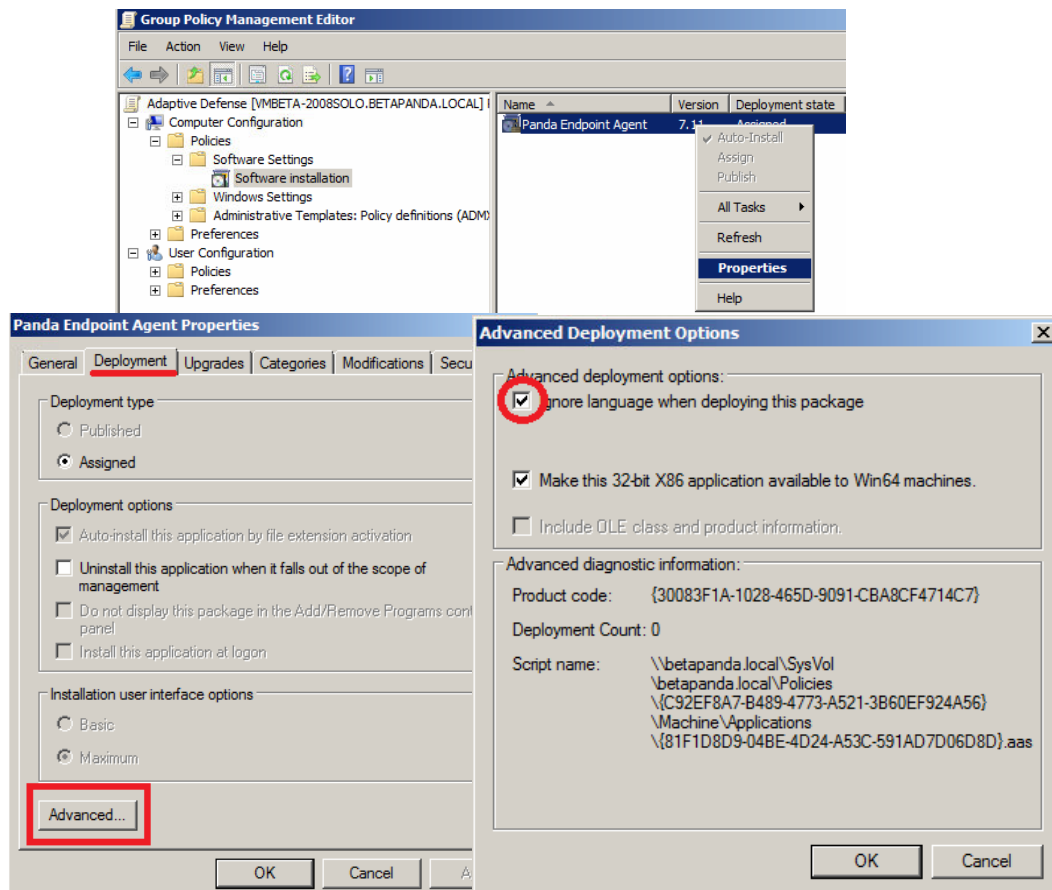 Group Policy Management Editor
File Action View Help
Adaptive Defense [VMBETA-2008SOLO.BETAPANDA.LOCAL]
Computer Configuration
Policies
Software Settings
Software installation
Windows Settings
Administrative Templates: Policy definitions (ADMX
Preferences
User Configuration
Policies
Preferences
Name Version Deployment state
Panda Endpoint Agent 7.11 Assigned
Auto-Install
Assign
Publish
All Tasks
Refresh
Properties
Help
Panda Endpoint Agent Properties
General Deployment Upgrades Categories Modifications Secu
Deployment type
Published
Assigned
Deployment options
Auto-install this application by file extension activation
Uninstall this application when it falls out of the scope of
management
Do not display this package in the Add/Remove Programs cont
panel
Install this application at logon
Installation user interface options
Basic
Maximum
Advanced...
OK Cancel A
Advanced Deployment Options
Advanced deployment options:
Ignore language when deploying this package
Make this 32-bit X86 application available to Win64 machines.
Include OLE class and product information.
Advanced diagnostic information:
Product code: {30083F1A-1028-465D-9091-CBA8CF4714C7}
Deployment Count: 0
Script name: \\betapanda.local\SysVol
\betapanda.local\Policies
\{C92EF8A7-B489-4773-A521-3B60EF924A56}
\Machine\Applications
\{81F1D8D9-04BE-4D24-A53C-591AD7D06D8D}.aas
OK Cancel